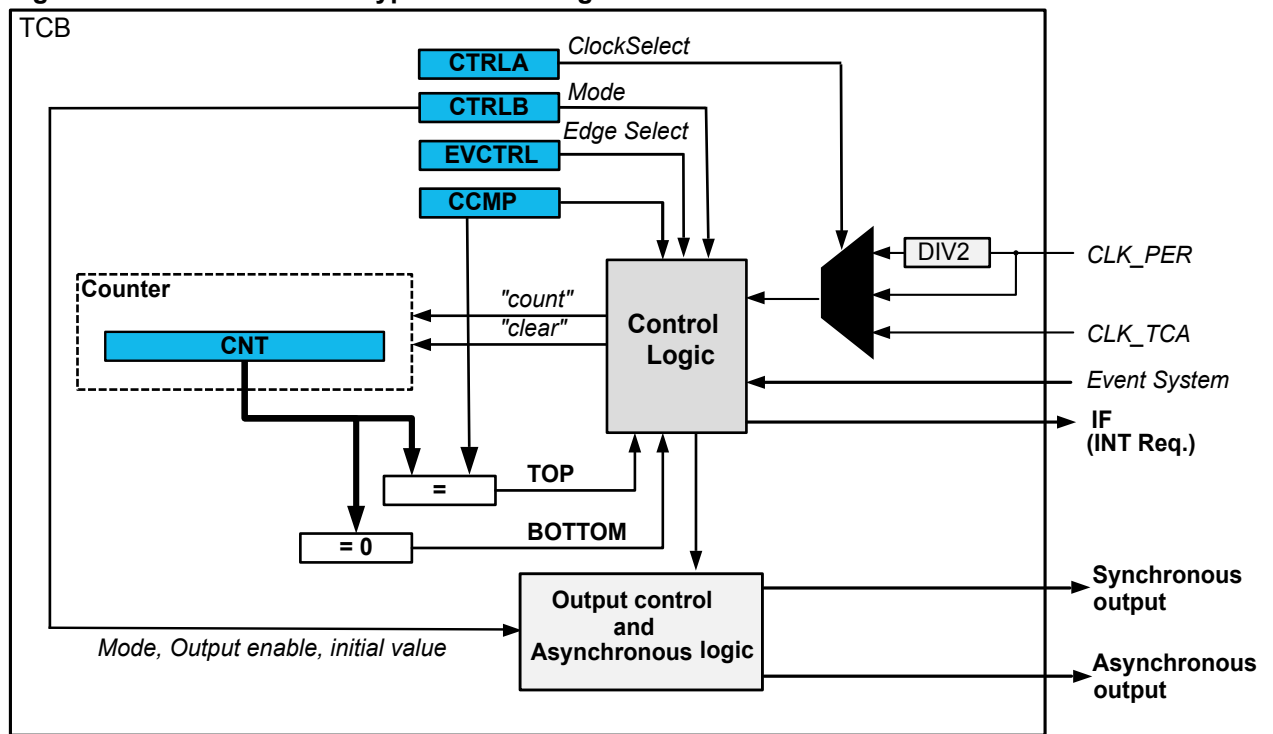 TCB
ClockSelect
CTRLA
Mode
CTRLB
Edge Select
EVCTRL
CCMP
DIV2
CLK_PER
Counter
"count"
"clear"
Control
Logic
CNT
CLK_TCA
Event System
IF
(INT Req.)
=
TOP
= 0
BOTTOM
Output control
and
Asynchronous logic
Synchronous
output
Mode, Output enable, initial value
Asynchronous
output